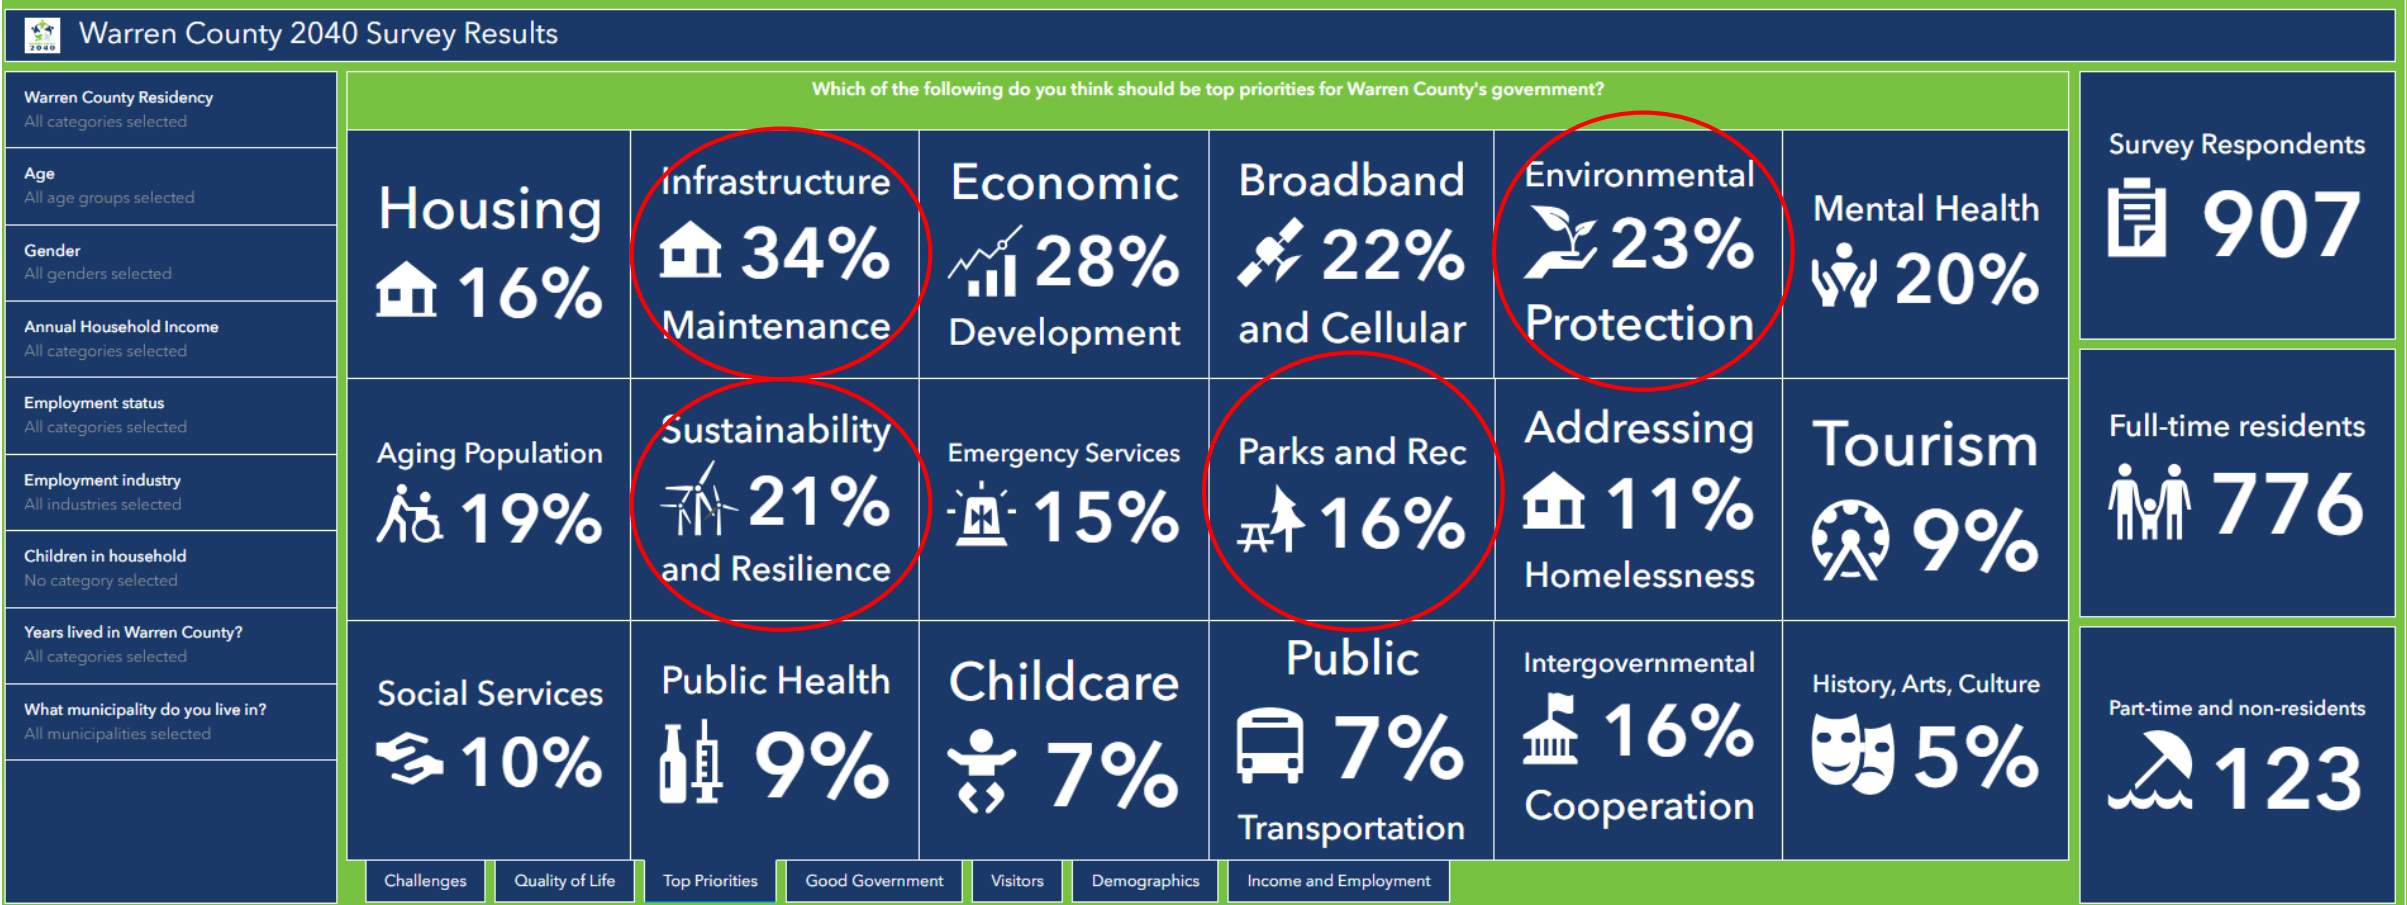 2040
Warren County 2040 Survey Results
Warren County Residency
All categories selected
Age
All age groups selected
Gender
All genders selected
Annual Household Income
All categories selected
Employment status
All categories selected
Employment industry
All industries selected
Children in household
No category selected
Years lived in Warren County?
All categories selected
What municipality do you live in?
All municipalities selected
Which of the following do you think should be top priorities for Warren County's government?
Housing
16%
Infrastructure
34%
Maintenance
Economic
28%
Development
Broadband
22%
and Cellular
Environmental
23%
Protection
Mental Health
20%
Aging Population
19%
Sustainability
21%
and Resilience
Emergency Services
15%
Parks and Rec
16%
Addressing
11%
Homelessness
Tourism
9%
Social Services
10%
Public Health
9%
Childcare
7%
Public
7%
Transportation
Intergovernmental
16%
Cooperation
History, Arts, Culture
5%
Challenges
Quality of Life
Top Priorities
Good Government
Visitors
Demographics
Income and Employment
Survey Respondents
907
Full-time residents
776
Part-time and non-residents
123